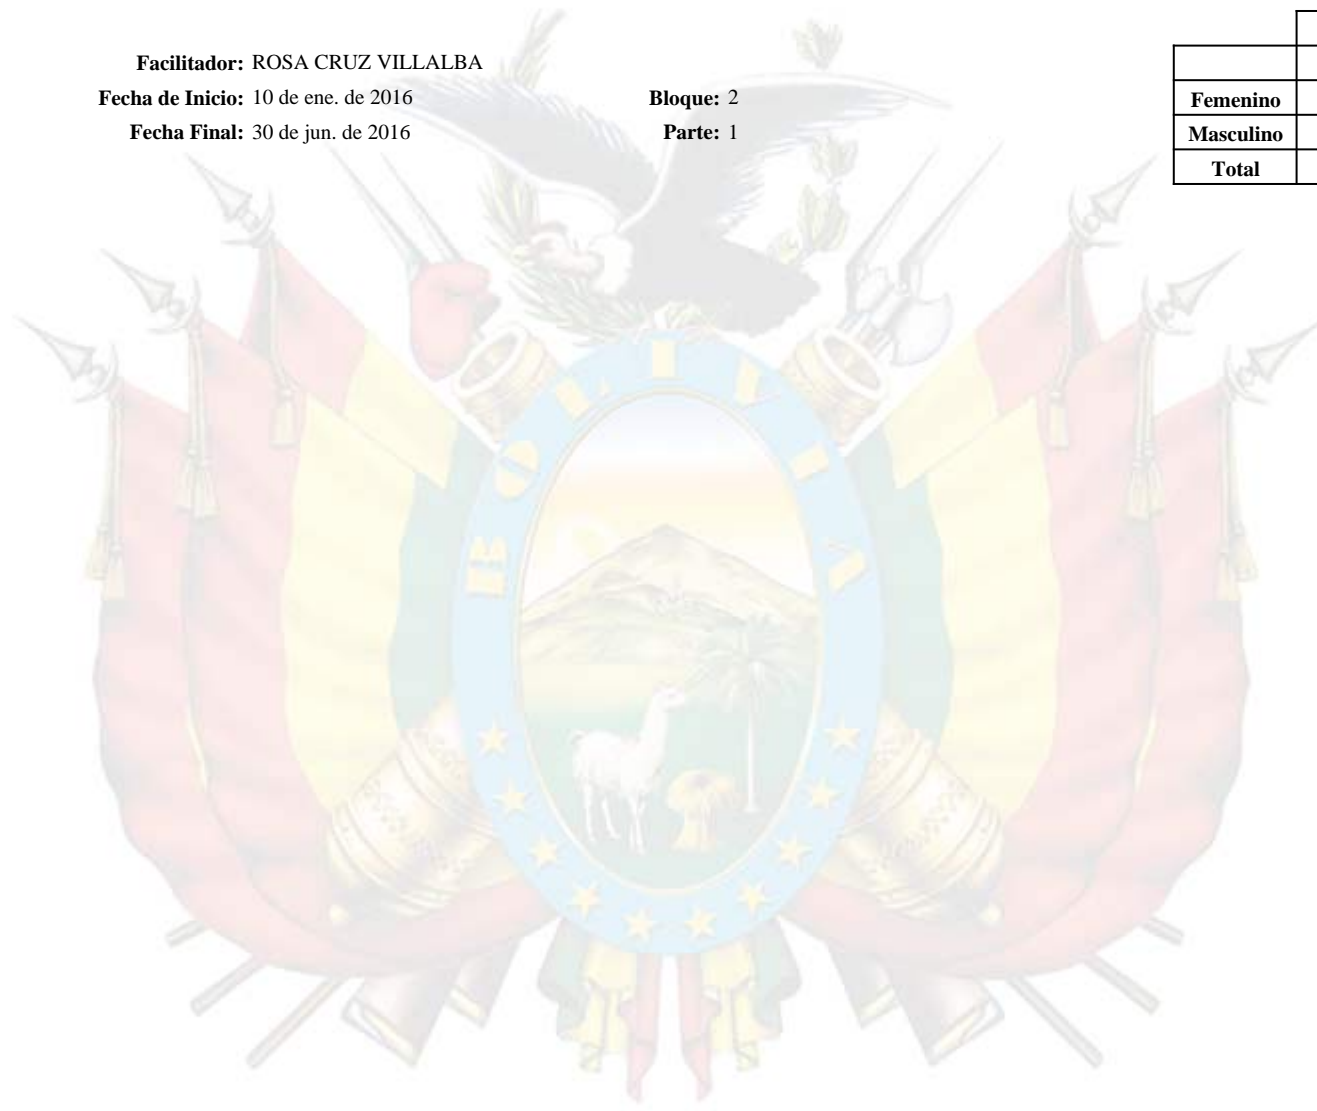 Facilitador: ROSA CRUZ VILLALBA
Fecha de Inicio: 10 de ene. de 2016 Bloque: 2
Fecha Final: 30 de jun. de 2016 Parte: 1
Femenino
Masculino
Total
BOLIVIA